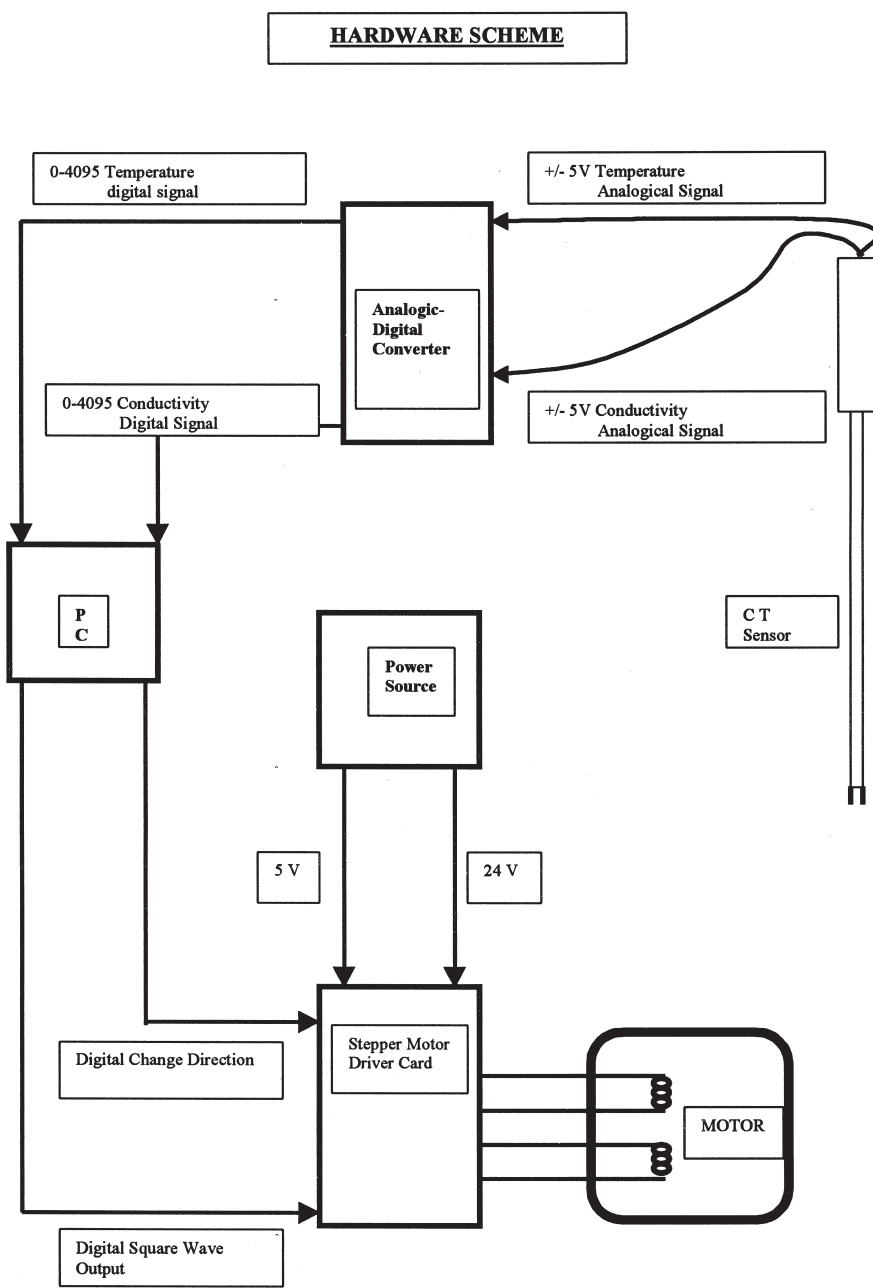 HARDWARE SCHEME
0-4095 Temperature
digital signal
+/- 5V Temperature
Analogical Signal
Analogic-
Digital
Converter
0-4095 Conductivity
Digital Signal
+/- 5V Conductivity
Analogical Signal
P
C
C T
Sensor
Power
Source
5 V
24 V
Stepper Motor
Driver Card
Digital Change Direction
MOTOR
Digital Square Wave
Output